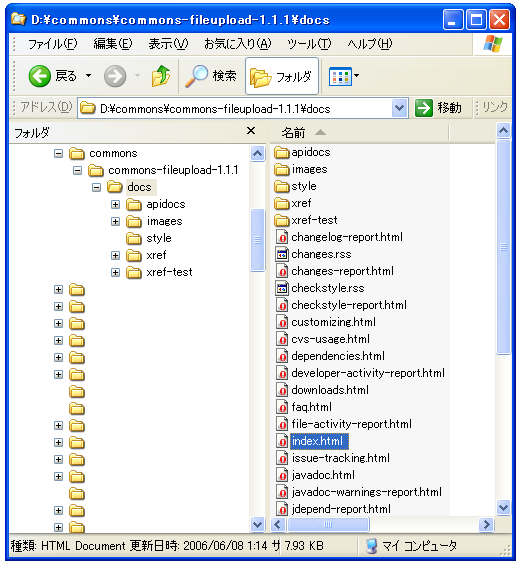 D:¥commons¥commons-fileupload-1.1.1¥docs
ファイル(F) 編集(E) 表示(V) お気に入り(A) ツール(T) ヘルプ(H)
戻る 検索 フォルダ
アドレス(D) D:¥commons¥commons-fileupload-1.1.1¥docs 移動 リンク
フォルダ
commons
commons-fileupload-1.1.1
docs
apidocs
images
style
xref
xref-test
名前
apidocs
images
style
xref
xref-test
changelog-report.html
changes.rss
changes-report.html
checkstyle.rss
checkstyle-report.html
customizing.html
cvs-usage.html
dependencies.html
developer-activity-report.html
downloads.html
faq.html
file-activity-report.html
index.html
issue-tracking.html
javadoc.html
javadoc-warnings-report.html
jdepend-report.html
種類: HTML Document 更新日時: 2006/06/08 1:14 サ 7.93 KB マイ コンピュータ